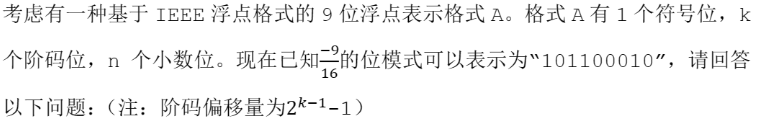 考虑有一种基于 IEEE 浮点格式的 9 位浮点表示格式 A。格式 A 有 1 个符号位，k
个阶码位，n 个小数位。现在已知$\frac{-9}{16}$的位模式可以表示为“101100010”，请回答
以下问题：（注：阶码偏移量为$2^{k-1}$-1）